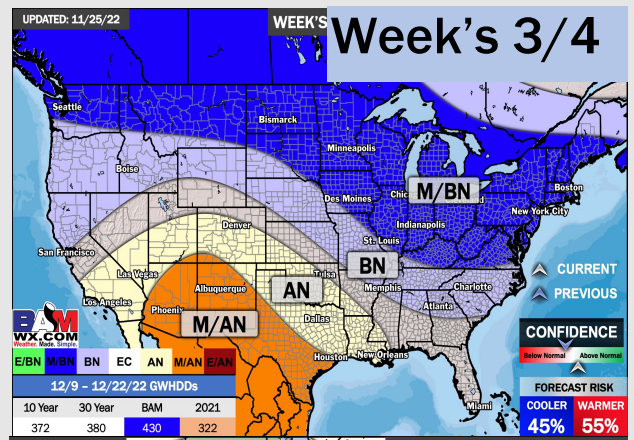 UPDATED: 11/25/22
WEEK'S
Week's 3/4
Seattle
Bismarck
Minneapolis
Boise
Des Moines
Chic
M/BN
Boston
New York City
Indianapolis
San Francisco
Denver
St. Louis
BN
CURRENT
Las Vegas
Tulsa
Memphis
Charlotte
PREVIOUS
Los Angeles
Albuquerque
AN
Atlanta
Phoenix
M/AN
Dallas
BAM
WX.COM
Weather. Made. Simple.
Houston
New Orleans
CONFIDENCE
Below Normal
Above Normal
E/BN M/BN BN EC AN M/AN E/AN
12/9 – 12/22/22 GWHDDs
10 Year 30 Year BAM 2021
372 380 430 322
Miami
FORECAST RISK
COOLER WARMER
45% 55%